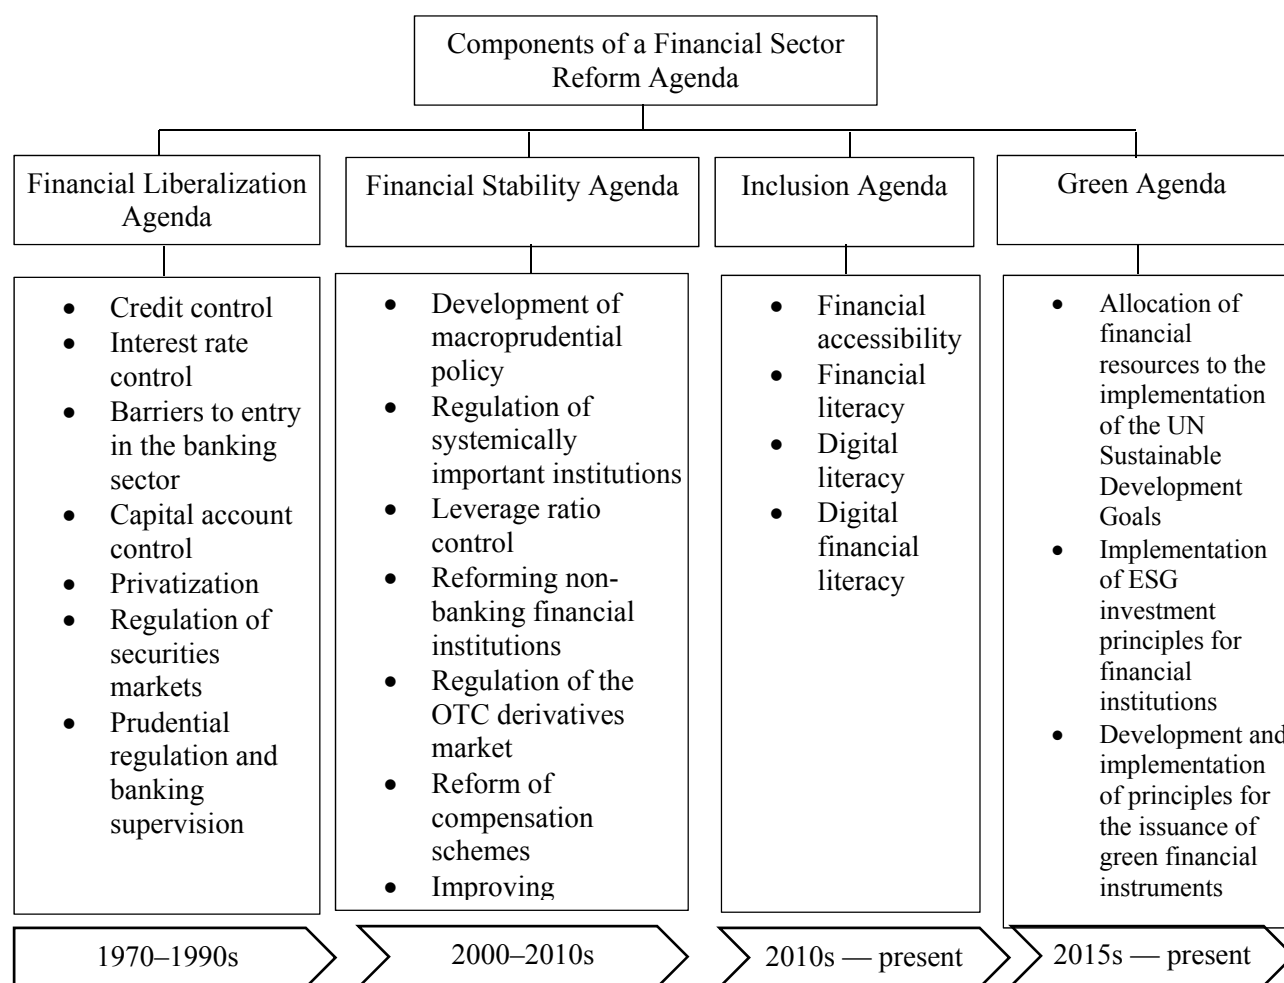 Components of a Financial Sector
Reform Agenda
Financial Liberalization
Agenda
Financial Stability Agenda
Inclusion Agenda
Green Agenda
• Credit control
• Interest rate
control
• Barriers to entry
in the banking
sector
• Capital account
control
• Privatization
• Regulation of
securities
markets
• Prudential
regulation and
banking
supervision
• Development of
macroprudential
policy
• Regulation of
systemically
important institutions
• Leverage ratio
control
• Reforming non-
banking financial
institutions
• Regulation of the
OTC derivatives
market
• Reform of
compensation
schemes
• Improving
• Financial
accessibility
• Financial
literacy
• Digital
literacy
• Digital
financial
literacy
• Allocation of
financial
resources to the
implementation
of the UN
Sustainable
Development
Goals
• Implementation
of ESG
investment
principles for
financial
institutions
• Development and
implementation
of principles for
the issuance of
green financial
instruments
1970–1990s
2000–2010s
2010s — present
2015s — present